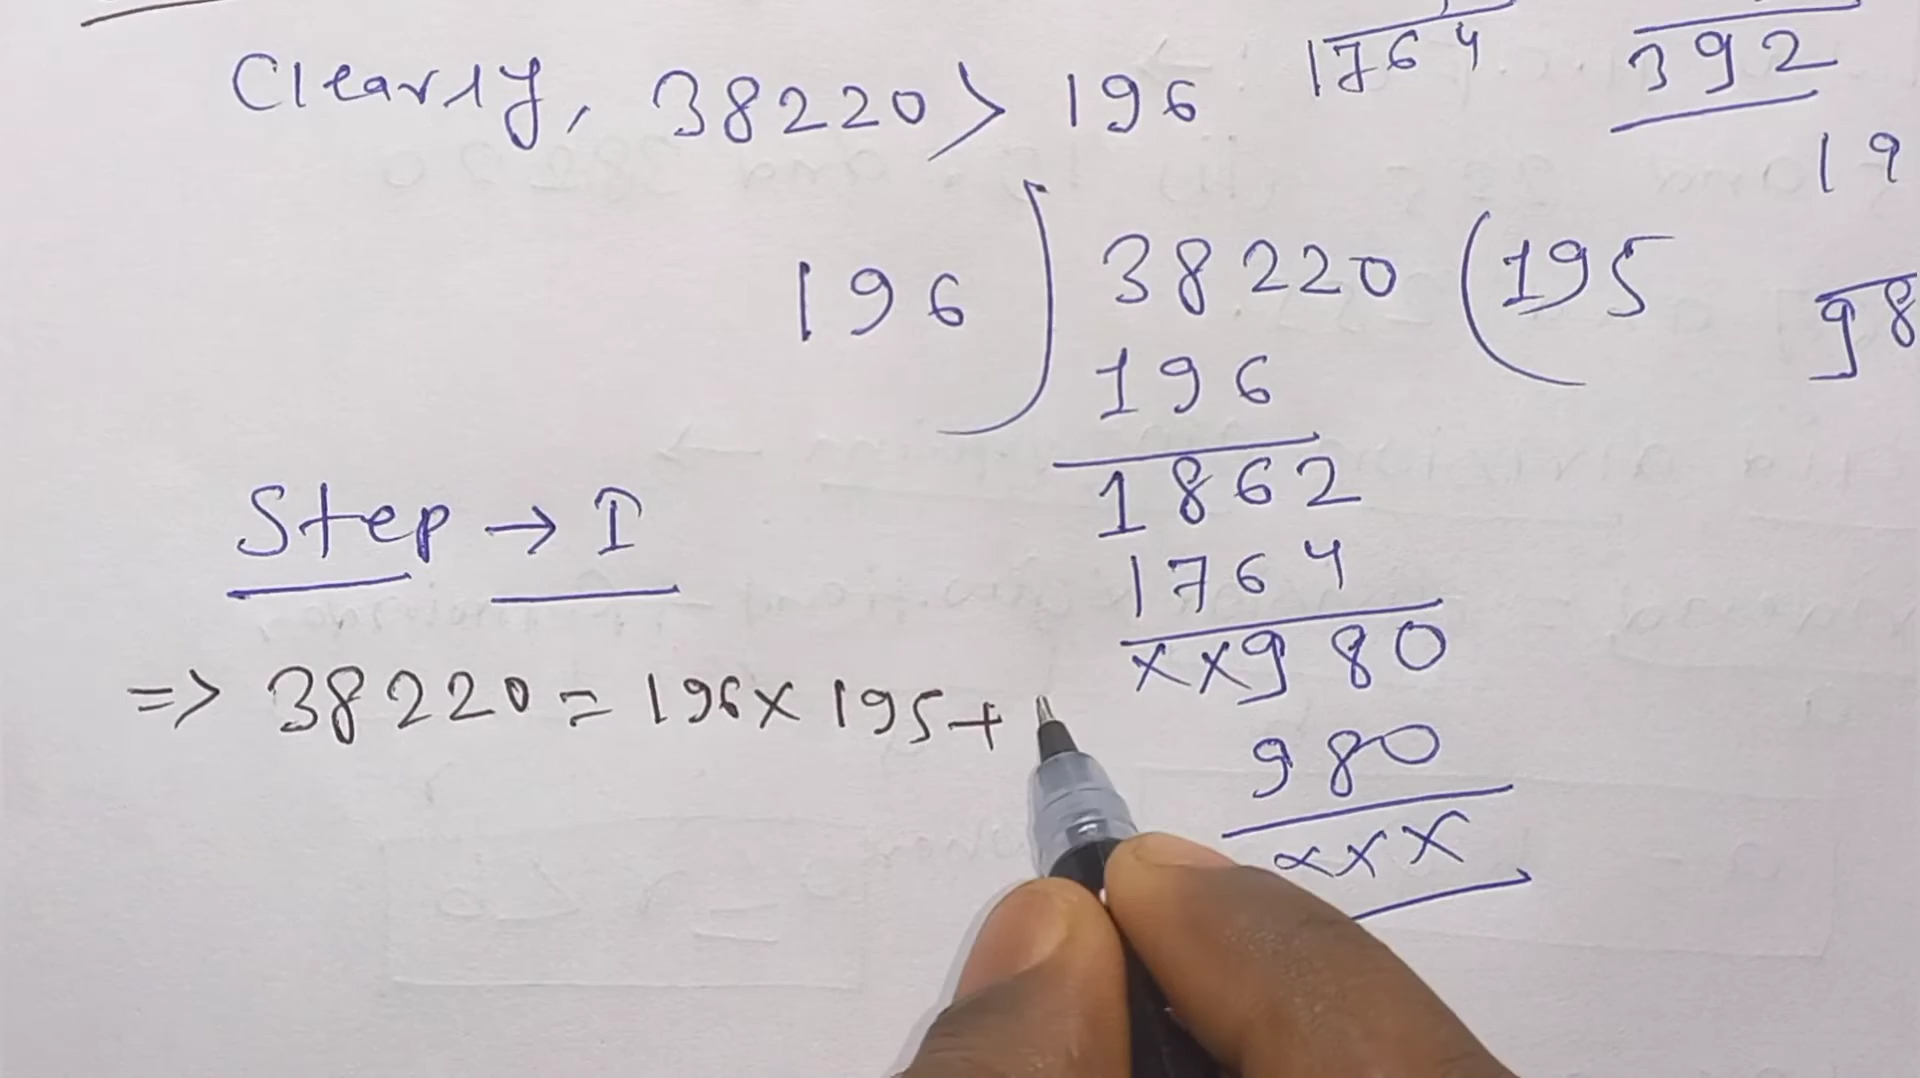 Clearly, 38220 > 196
1764
392
19
196 ) 38220 ( 195
98
196
1862
Step → I
1764
xx980
=> 38220 = 196 x 195 +
980
xxx